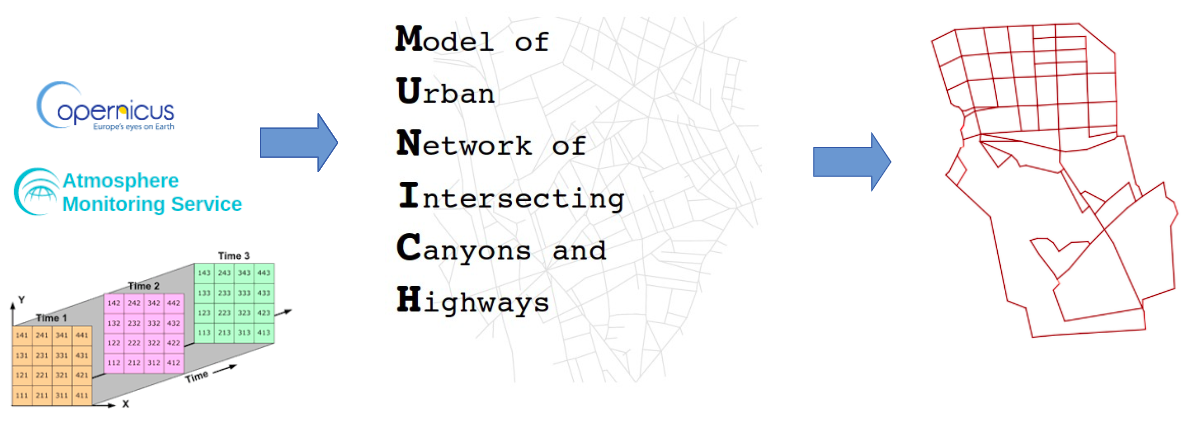 Copernicus
Europe's eyes on Earth
Atmosphere
Monitoring Service
Model of
Urban
Network of
Intersecting
Canyons and
Highways
Time 3
143 243 343 443
133 233 333 433
123 223 323 423
113 213 313 413
Time 2
142 242 342 442
132 232 332 432
122 222 322 422
112 212 312 412
Y
Time 1
141 241 341 441
131 231 331 431
121 221 321 421
111 211 311 411
Time
X